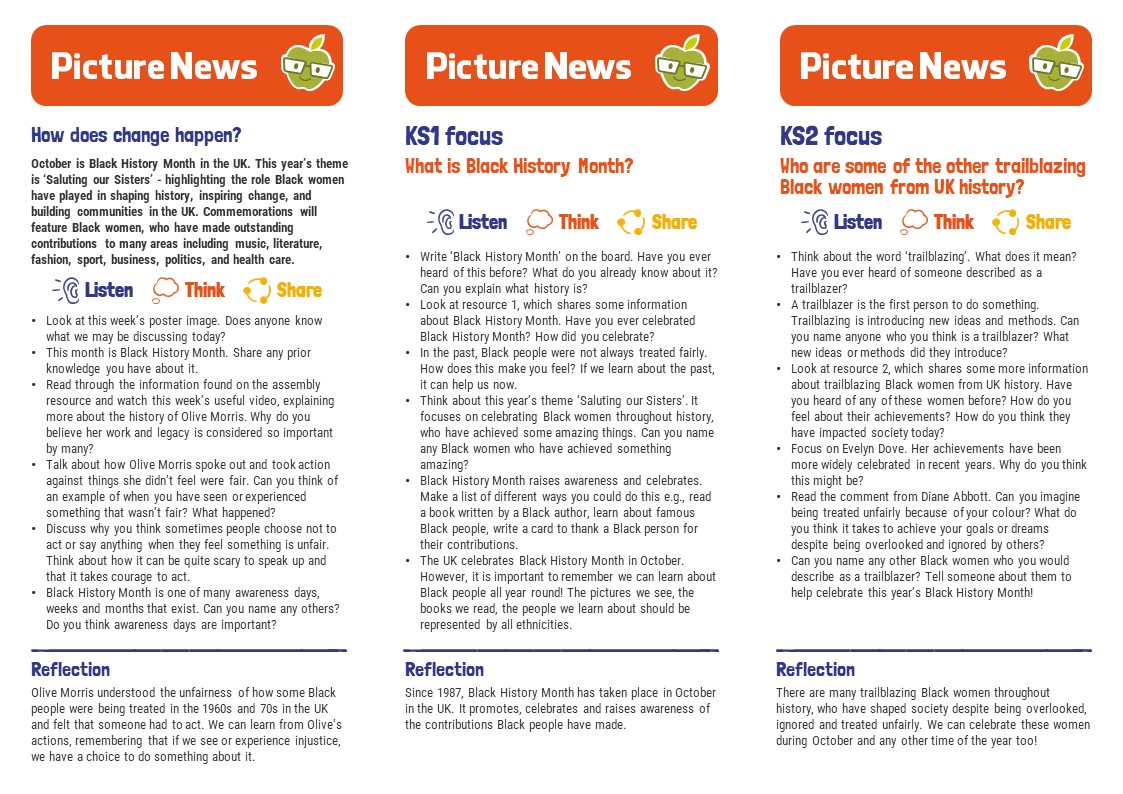 Picture News
How does change happen?
October is Black History Month in the UK. This year's theme
is 'Saluting our Sisters' - highlighting the role Black women
have played in shaping history, inspiring change, and
building communities in the UK. Commemorations will
feature Black women, who have made outstanding
contributions to many areas including music, literature,
fashion, sport, business, politics, and health care.
Listen Think Share
• Look at this week's poster image. Does anyone know
what we may be discussing today?
• This month is Black History Month. Share any prior
knowledge you have about it.
• Read through the information found on the assembly
resource and watch this week's useful video, explaining
more about the history of Olive Morris. Why do you
believe her work and legacy is considered so important
by many?
• Talk about how Olive Morris spoke out and took action
against things she didn't feel were fair. Can you think of
an example of when you have seen or experienced
something that wasn't fair? What happened?
• Discuss why you think sometimes people choose not to
act or say anything when they feel something is unfair.
Think about how it can be quite scary to speak up and
that it takes courage to act.
• Black History Month is one of many awareness days,
weeks and months that exist. Can you name any others?
Do you think awareness days are important?
Reflection
Olive Morris understood the unfairness of how some Black
people were being treated in the 1960s and 70s in the UK
and felt that someone had to act. We can learn from Olive's
actions, remembering that if we see or experience injustice,
we have a choice to do something about it.
Picture News
KS1 focus
What is Black History Month?
Listen Think Share
• Write 'Black History Month' on the board. Have you ever
heard of this before? What do you already know about it?
Can you explain what history is?
• Look at resource 1, which shares some information
about Black History Month. Have you ever celebrated
Black History Month? How did you celebrate?
• In the past, Black people were not always treated fairly.
How does this make you feel? If we learn about the past,
it can help us now.
• Think about this year's theme 'Saluting our Sisters'. It
focuses on celebrating Black women throughout history,
who have achieved some amazing things. Can you name
any Black women who have achieved something
amazing?
• Black History Month raises awareness and celebrates.
Make a list of different ways you could do this e.g., read
a book written by a Black author, learn about famous
Black people, write a card to thank a Black person for
their contributions.
• The UK celebrates Black History Month in October.
However, it is important to remember we can learn about
Black people all year round! The pictures we see, the
books we read, the people we learn about should be
represented by all ethnicities.
Reflection
Since 1987, Black History Month has taken place in October
in the UK. It promotes, celebrates and raises awareness of
the contributions Black people have made.
Picture News
KS2 focus
Who are some of the other trailblazing
Black women from UK history?
Listen Think Share
• Think about the word 'trailblazing'. What does it mean?
Have you ever heard of someone described as a
trailblazer?
• A trailblazer is the first person to do something.
Trailblazing is introducing new ideas and methods. Can
you name anyone who you think is a trailblazer? What
new ideas or methods did they introduce?
• Look at resource 2, which shares some more information
about trailblazing Black women from UK history. Have
you heard of any of these women before? How do you
feel about their achievements? How do you think they
have impacted society today?
• Focus on Evelyn Dove. Her achievements have been
more widely celebrated in recent years. Why do you think
this might be?
• Read the comment from Diane Abbott. Can you imagine
being treated unfairly because of your colour? What do
you think it takes to achieve your goals or dreams
despite being overlooked and ignored by others?
• Can you name any other Black women who you would
describe as a trailblazer? Tell someone about them to
help celebrate this year's Black History Month!
Reflection
There are many trailblazing Black women throughout
history, who have shaped society despite being overlooked,
ignored and treated unfairly. We can celebrate these women
during October and any other time of the year too!